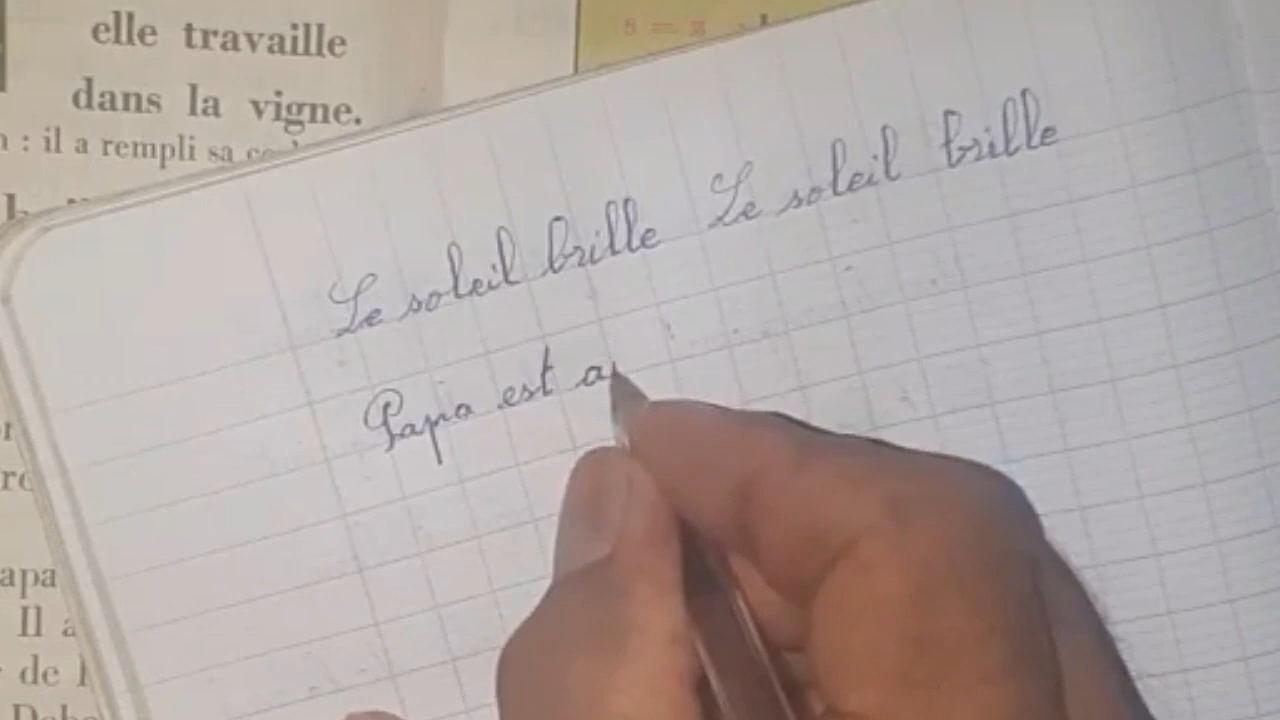 elle travaille
dans la vigne.
: il a rempli sa
Le soleil brille Le soleil brille
Papa est a
apa
Il a
de